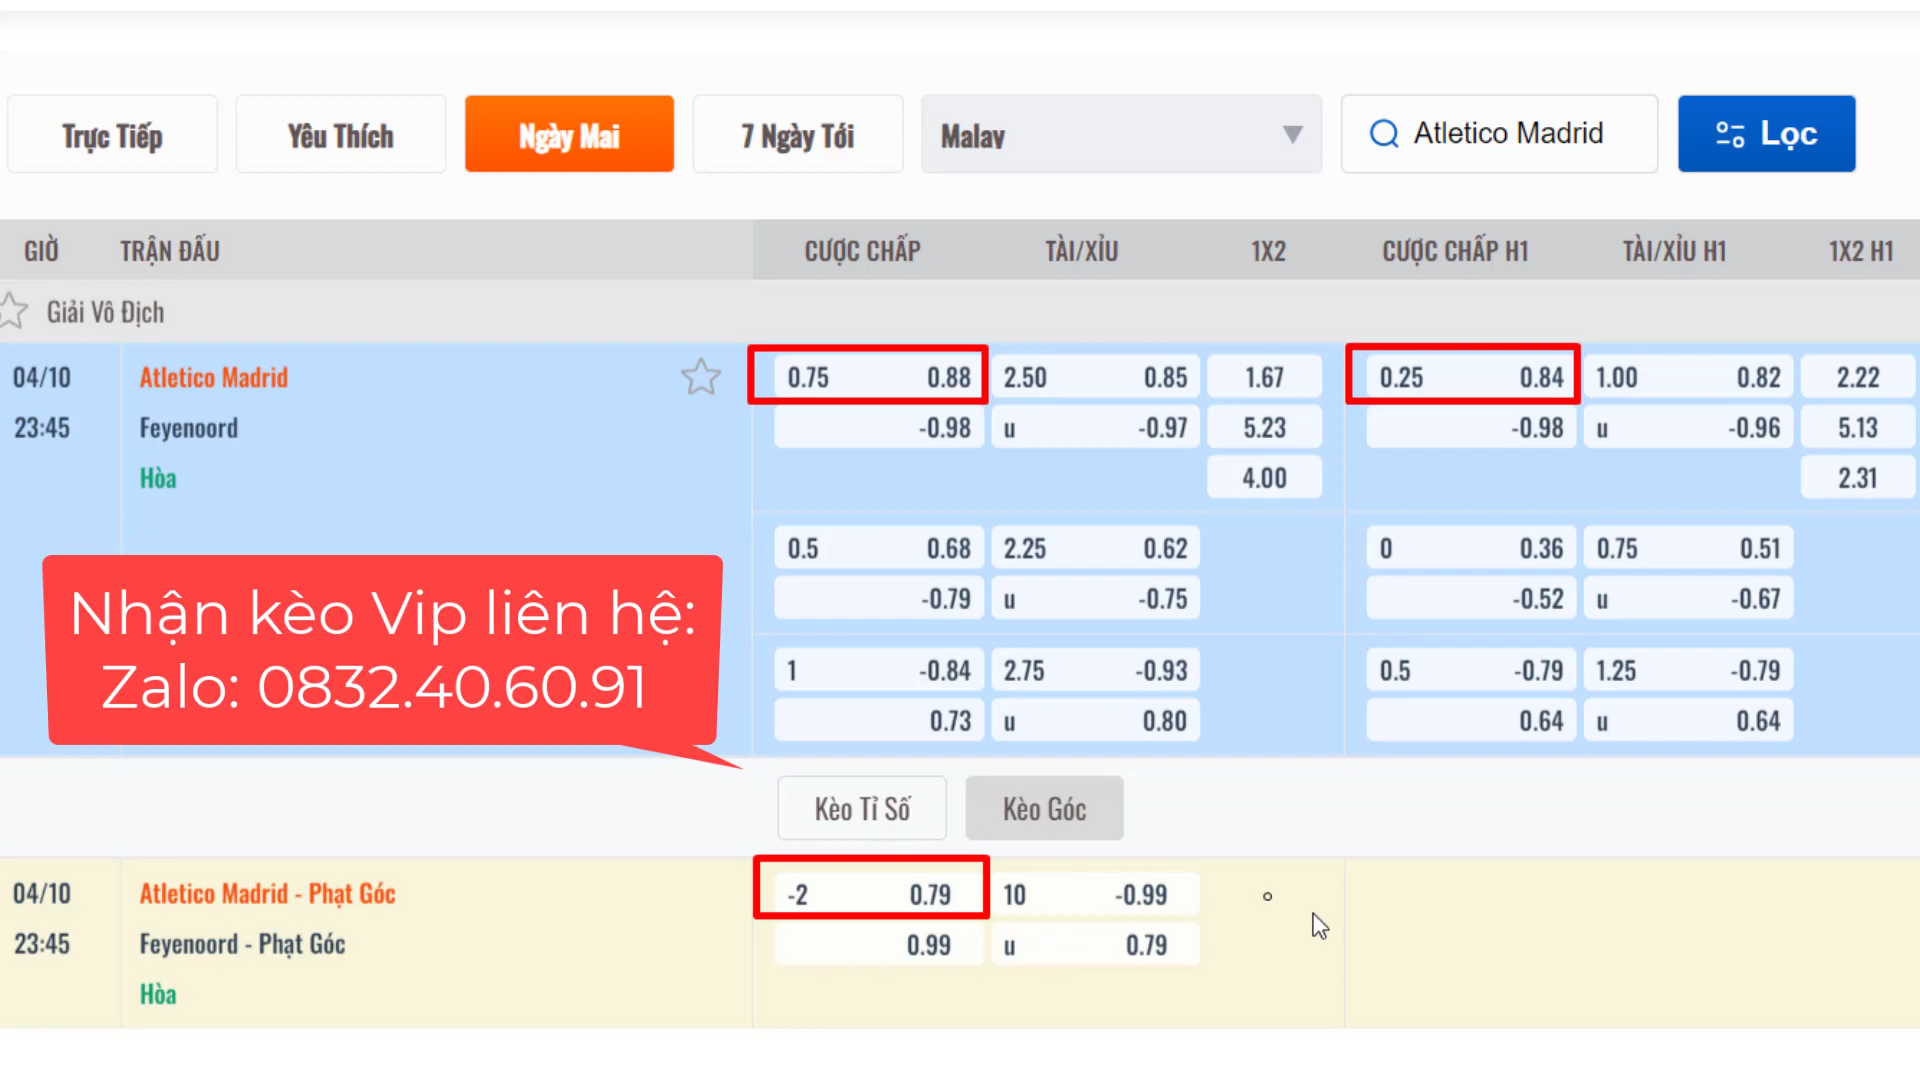 Trực Tiếp Yêu Thích Ngày Mai 7 Ngày Tới Malay Atletico Madrid Lọc
GIỜ TRẬN ĐẤU CƯỢC CHẤP TÀI/XỈU 1X2 CƯỢC CHẤP H1 TÀI/XỈU H1 1X2 H1
Giải Vô Địch
04/10 Atletico Madrid 0.75 0.88 2.50 0.85 1.67 0.25 0.84 1.00 0.82 2.22
23:45 Feyenoord -0.98 u -0.97 5.23 -0.98 u -0.96 5.13
Hòa 4.00 2.31
0.5 0.68 2.25 0.62 0 0.36 0.75 0.51
-0.79 u -0.75 -0.52 u -0.67
1 -0.84 2.75 -0.93 0.5 -0.79 1.25 -0.79
0.73 u 0.80 0.64 u 0.64
Nhận kèo Vip liên hệ:
Zalo: 0832.40.60.91
Kèo Tỉ Số Kèo Góc
04/10 Atletico Madrid - Phạt Góc -2 0.79 10 -0.99
23:45 Feyenoord - Phạt Góc 0.99 u 0.79
Hòa